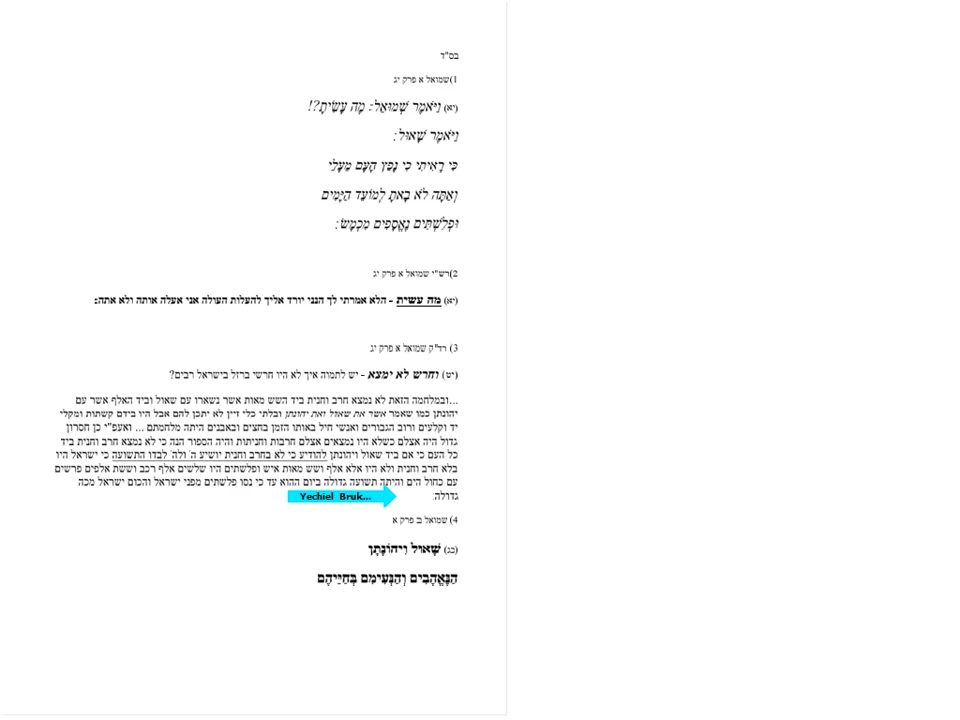 בס"ד
1)שמואל א פרק יג
(יא) וַיֹּאמֶר שְׁמוּאֵל: מֶה עָשִׂיתָ?!
וַיֹּאמֶר שָׁאוּל:
כִּי רָאִיתִי כִי נָפַץ הָעָם מֵעָלַי
וְאַתָּה לֹא בָאתָ לְמוֹעֵד הַיָּמִים
וּפְלִשְׁתִּים נֶאֱסָפִים מִכְמָשׂ:
2)רש"י שמואל א פרק יג
(יא) מה עשית - הלא אמרתי לך הנני יורד אליך להעלות העולה אני אעלה אותה ולא אתה:
3) רד"ק שמואל א פרק יג
(יט) וחרש לא ימצא - יש לתמוה איך לא היו חרשי ברזל בישראל רבים?
...ובמלחמה הזאת לא נמצא חרב וחנית ביד השש מאות אשר נשארו עם שאול וביד האלף אשר עם
יהונתן כמו שאמר אשר את שאול ואת יהונתן ובלתי כלי זיין לא יתכן להם אבל היו בידם קשתות ומקלי
יד וקלעים ורוב הגבורים ואנשי חיל באותו הזמן בחצים ובאבנים היתה מלחמתם ... ואעפ"י כן חסרון
גדול היה אצלם כשלא היו נמצאים אצלם חרבות וחניתות והיה הספור הנה כי לא נמצא חרב וחנית ביד
כל העם כי אם ביד שאול ויהונתן להודיע כי לא בחרב וחנית יושיע ה' ולה' לבדו התשועה כי ישראל היו
בלא חרב וחנית ולא היו אלא אלף ושש מאות איש ופלשתים היו שלשים אלף רכב וששת אלפים פרשים
עם כחול הים והיתה תשועה גדולה ביום ההוא עד כי נסו פלשתים מפני ישראל והכום ישראל מכה
גדולה:
Yechiel Bruk...
4) שמואל ב פרק א
(כג) שָׁאוּל וִיהוֹנָתָן
הַנֶּאֱהָבִים וְהַנְּעִימִם בְּחַיֵּיהֶם